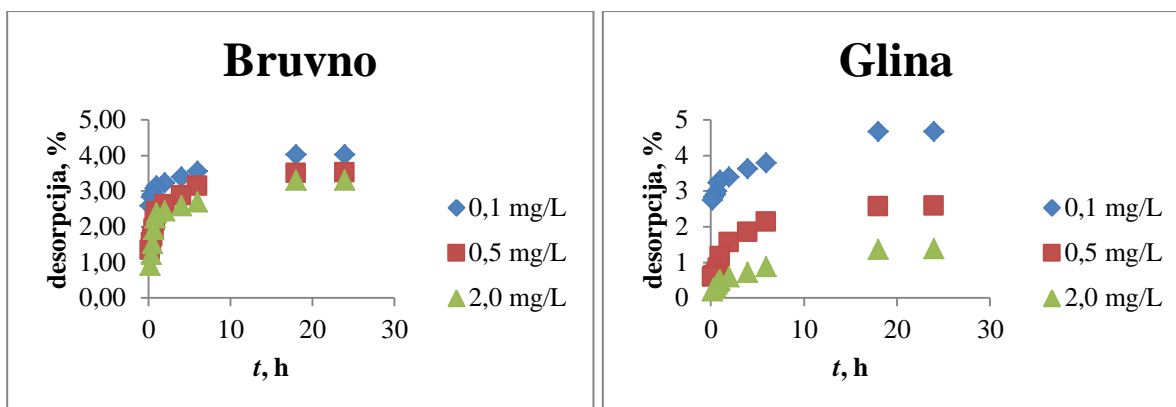 Bruvno
desorpcija, %
5,00
4,00
3,00
2,00
1,00
0,00
0
10
20
30
t, h
0,1 mg/L
0,5 mg/L
2,0 mg/L
Glina
desorpcija, %
5
4
3
2
1
0
0
10
20
30
t, h
0,1 mg/L
0,5 mg/L
2,0 mg/L